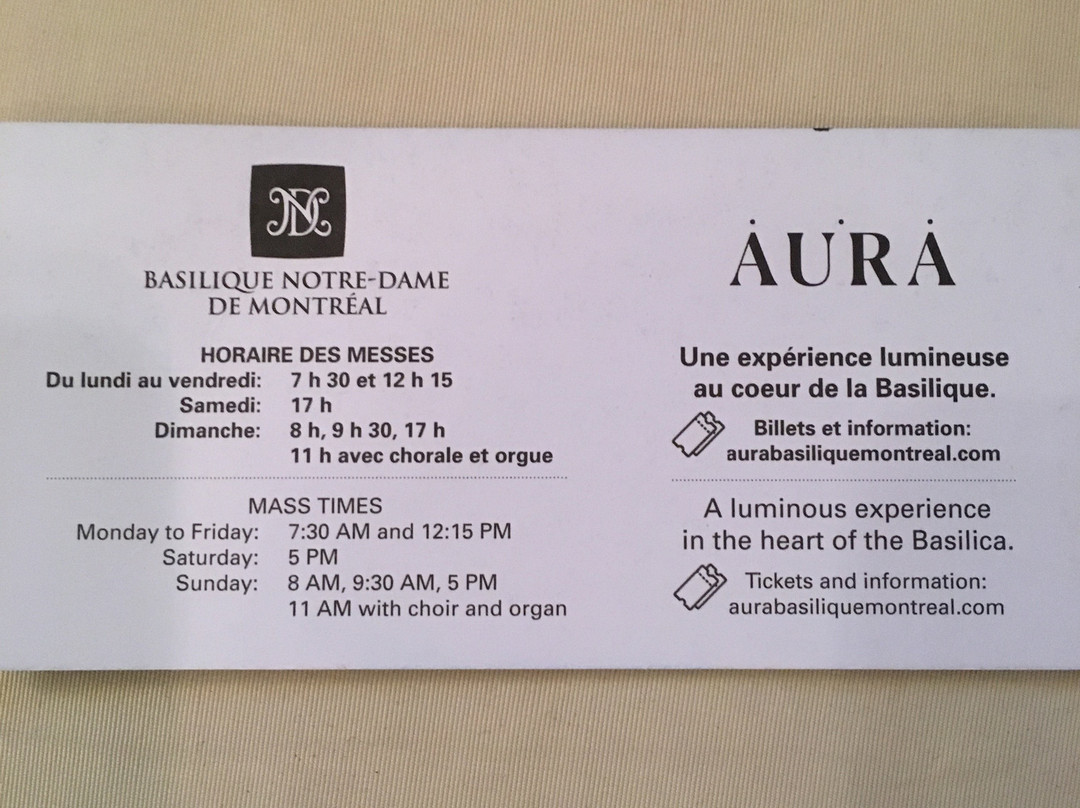 BASILIQUE NOTRE-DAME
DE MONTRÉAL
HORAIRE DES MESSES
Du lundi au vendredi: 7 h 30 et 12 h 15
Samedi: 17 h
Dimanche: 8 h, 9 h 30, 17 h
11 h avec chorale et orgue
MASS TIMES
Monday to Friday: 7:30 AM and 12:15 PM
Saturday: 5 PM
Sunday: 8 AM, 9:30 AM, 5 PM
11 AM with choir and organ
AURA
Une expérience lumineuse
au coeur de la Basilique.
Billets et information:
aurabasiliquemontreal.com
A luminous experience
in the heart of the Basilica.
Tickets and information:
aurabasiliquemontreal.com